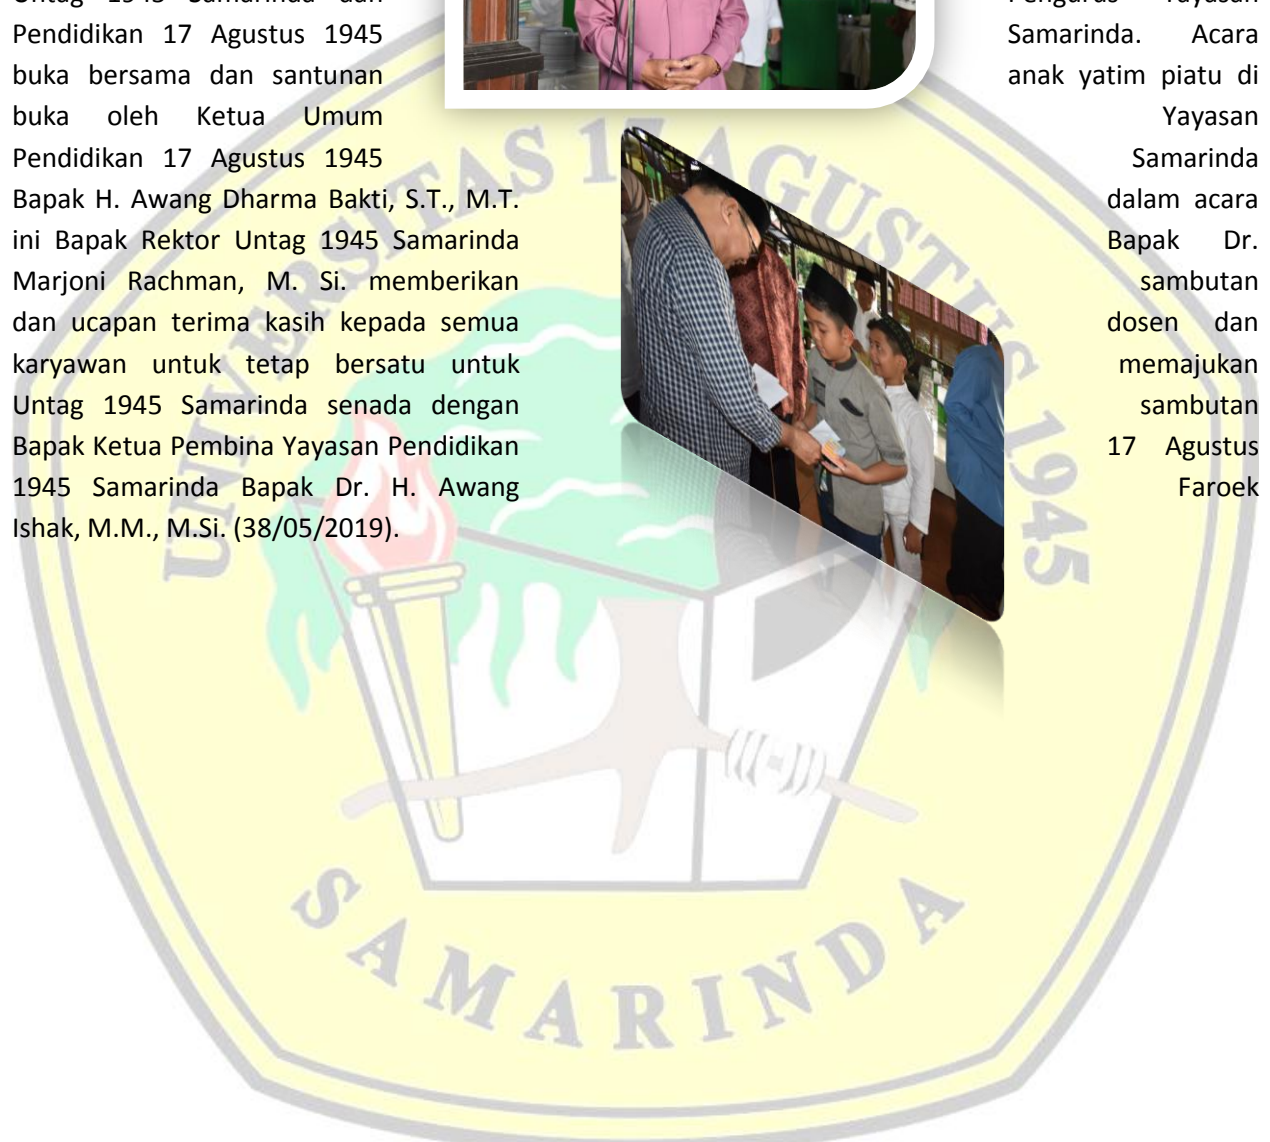 Untag 1945 Samarinda dan Pengurus Yayasan
Pendidikan 17 Agustus 1945 Samarinda. Acara
buka bersama dan santunan anak yatim piatu di
buka oleh Ketua Umum Yayasan
Pendidikan 17 Agustus 1945 Samarinda
Bapak H. Awang Dharma Bakti, S.T., M.T. dalam acara
ini Bapak Rektor Untag 1945 Samarinda Bapak Dr.
Marjoni Rachman, M. Si. memberikan sambutan
dan ucapan terima kasih kepada semua dosen dan
karyawan untuk tetap bersatu untuk memajukan
Untag 1945 Samarinda senada dengan sambutan
Bapak Ketua Pembina Yayasan Pendidikan 17 Agustus
1945 Samarinda Bapak Dr. H. Awang Faroek
Ishak, M.M., M.Si. (38/05/2019).
UNIVERSITAS 17 AGUSTUS 1945
SAMARINDA